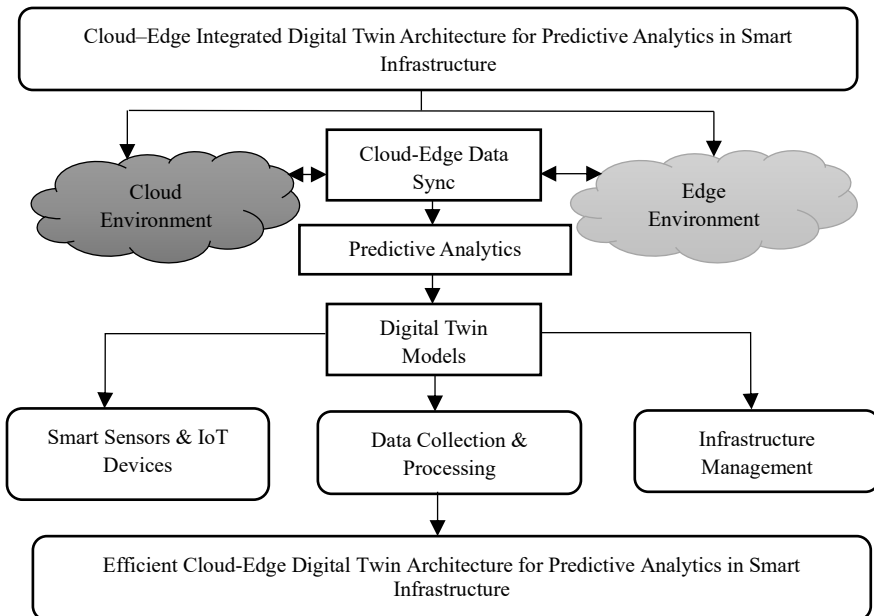 Cloud–Edge Integrated Digital Twin Architecture for Predictive Analytics in Smart
Infrastructure
Cloud
Environment
Cloud-Edge Data
Sync
Edge
Environment
Predictive Analytics
Digital Twin
Models
Smart Sensors & IoT
Devices
Data Collection &
Processing
Infrastructure
Management
Efficient Cloud-Edge Digital Twin Architecture for Predictive Analytics in Smart
Infrastructure